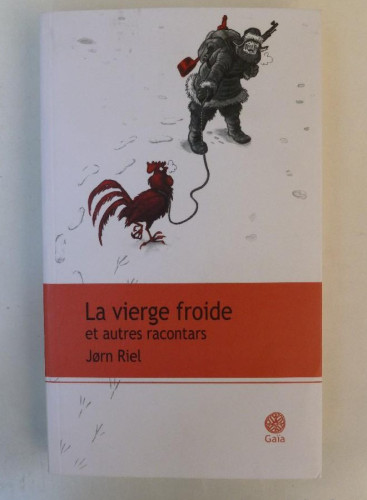 La vierge froide
et autres racontars
Jørn Riel
Gaïa